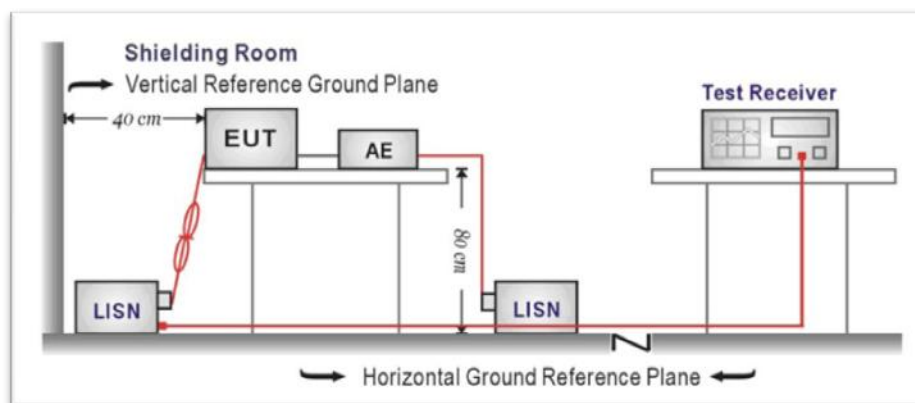 Shielding Room
Vertical Reference Ground Plane
40 cm
EUT
AE
Test Receiver
80 cm
LISN
LISN
Horizontal Ground Reference Plane